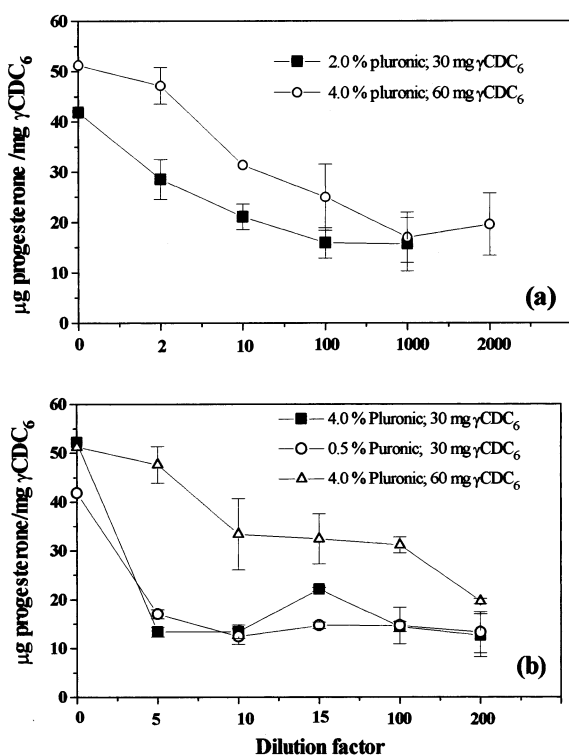 60
50
40
30
20
10
0
µg progesterone /mg γCDC6
2.0 % pluronic; 30 mg γCDC6
4.0 % pluronic; 60 mg γCDC6
(a)
0 2 10 100 1000 2000
60
50
40
30
20
10
0
µg progesterone/mg γCDC6
4.0 % Pluronic; 30 mg γCDC6
0.5 % Puronic; 30 mg γCDC6
4.0 % Pluronic; 60 mg γCDC6
(b)
0 5 10 15 100 200
Dilution factor